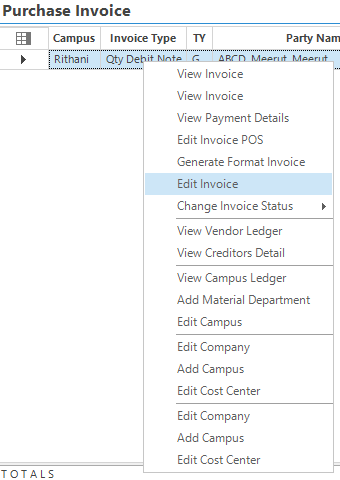 Purchase Invoice
Campus Invoice Type TY Party Nam
Rithani Qty Debit Note G ABCD, Meerut, Meerut
View Invoice
View Invoice
View Payment Details
Edit Invoice POS
Generate Format Invoice
Edit Invoice
Change Invoice Status
View Vendor Ledger
View Creditors Detail
View Campus Ledger
Add Material Department
Edit Campus
Edit Company
Add Campus
Edit Cost Center
Edit Company
Add Campus
Edit Cost Center
TOTALS